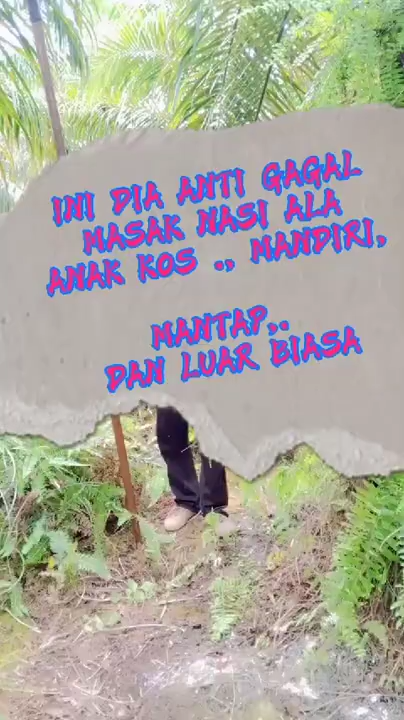 INI DIA ANTI GAGAL
MASAK NASI ALA
ANAK KOS ., MANDIRI,
MANTAP,..
DAN LUAR BIASA